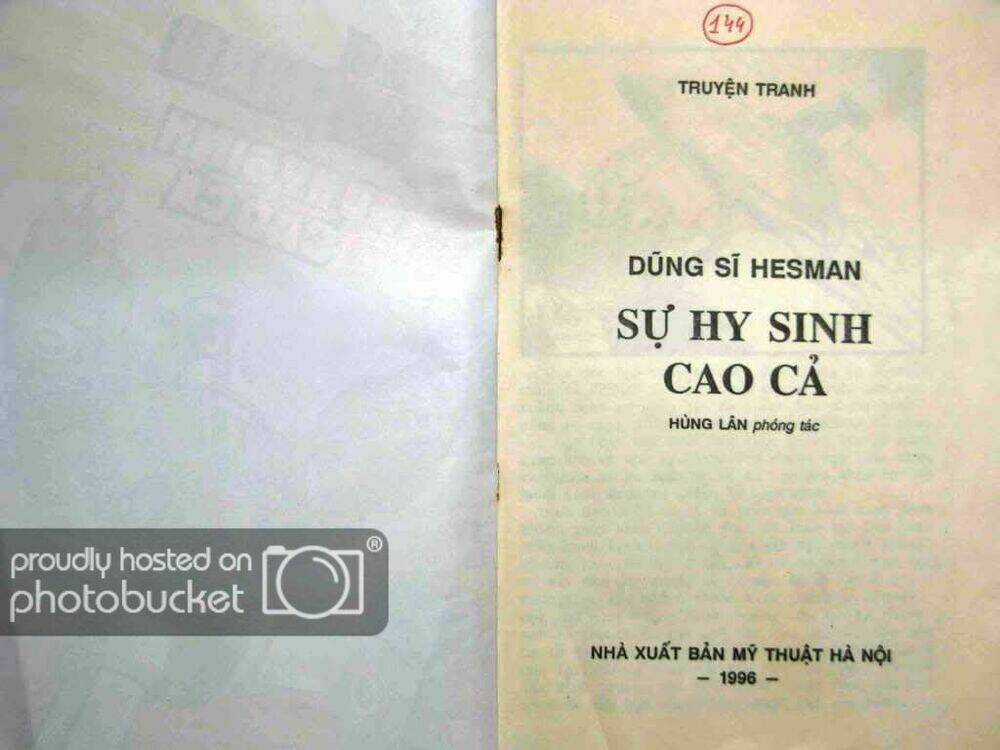 144
TRUYỆN TRANH
DŨNG SĨ HESMAN
SỰ HY SINH
CAO CẢ
HÙNG LÂN phóng tác
NHÀ XUẤT BẢN MỸ THUẬT HÀ NỘI
– 1996 –
proudly hosted on
photobucket ®